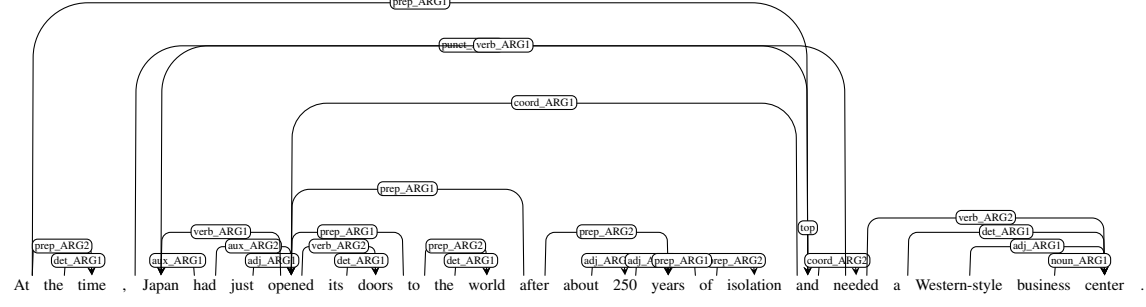 prep_ARG1
punct_ verb_ARG1
coord_ARG1
prep_ARG1
verb_ARG2
top
verb_ARG1 prep_ARG1 prep_ARG2 det_ARG1
prep_ARG2 aux_ARG2 verb_ARG2 prep_ARG2 adj_ARG1
det_ARG1 aux_ARG1 adj_ARG1 det_ARG1 det_ARG1 adj_ARG prep_ARG1 prep_ARG2 coord_ARG2 noun_ARG1
At the time , Japan had just opened its doors to the world after about 250 years of isolation and needed a Western-style business center .